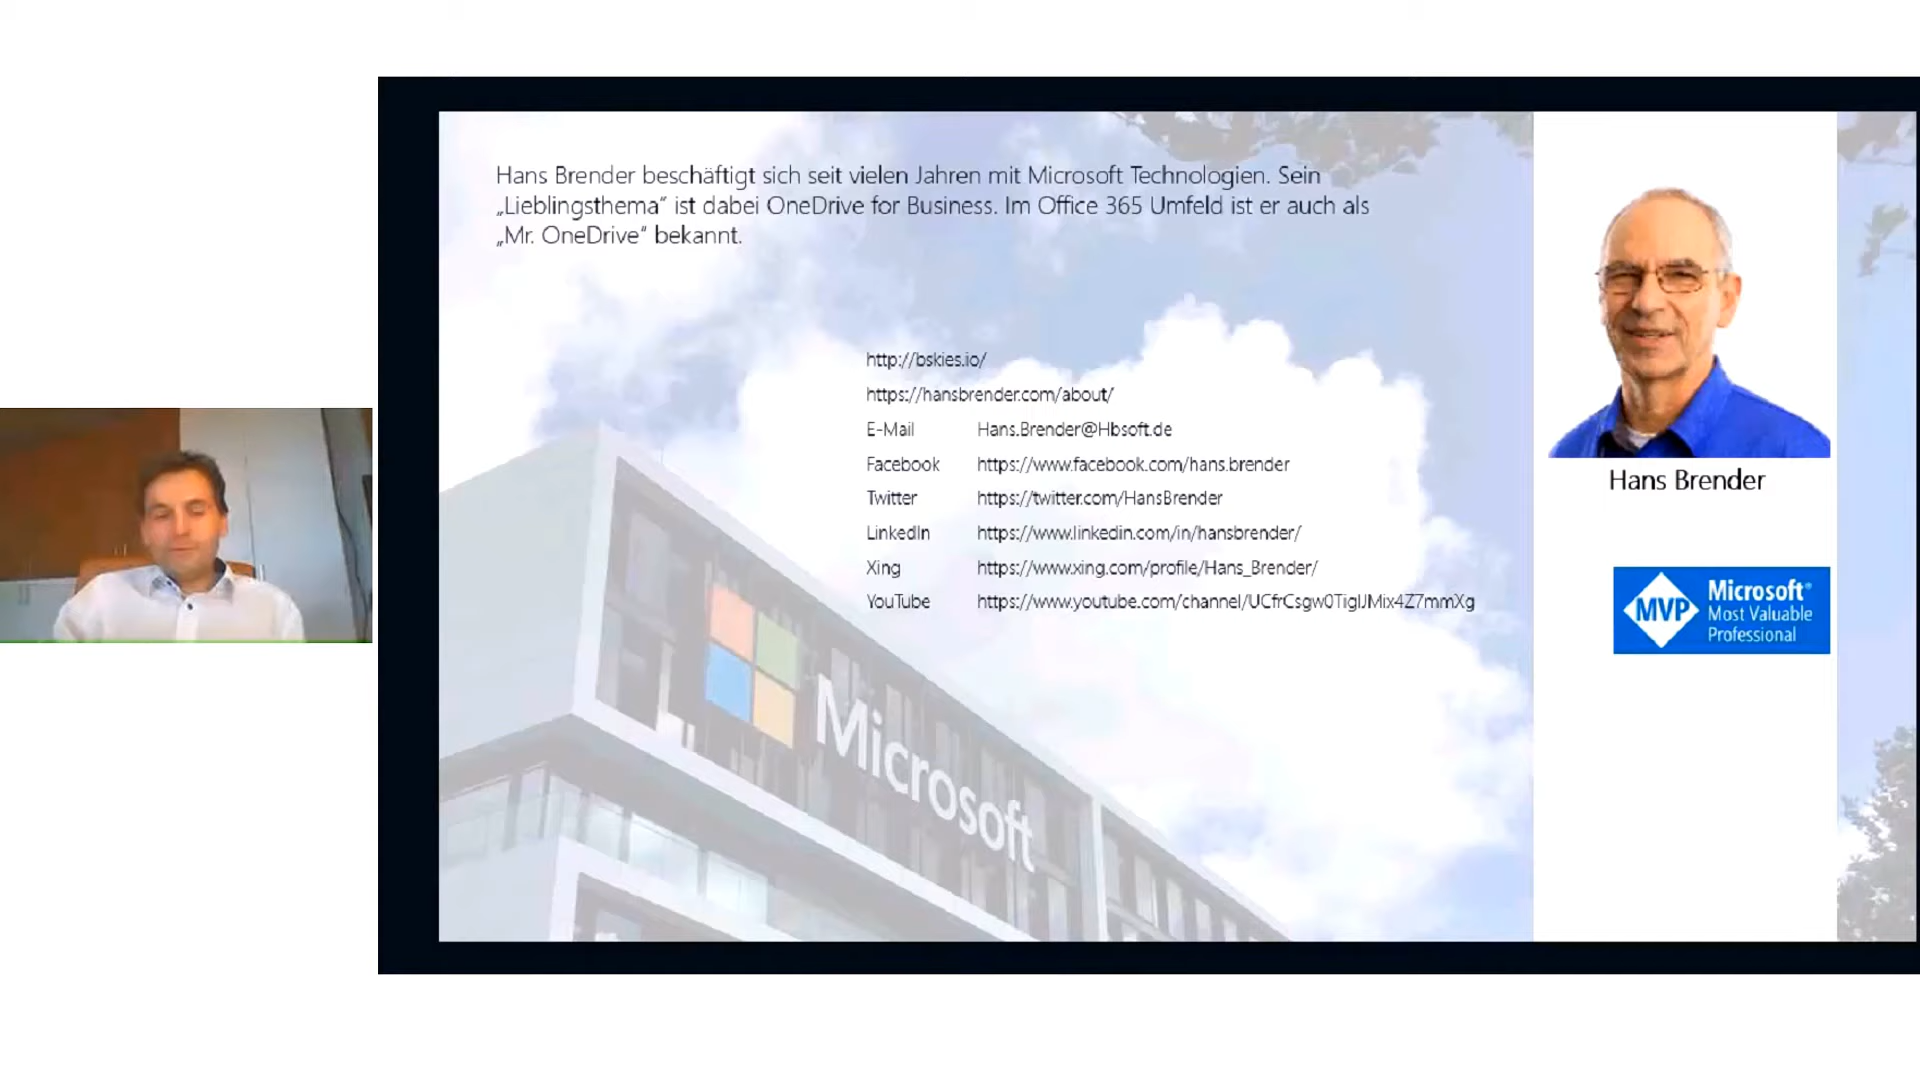 Hans Brender beschäftigt sich seit vielen Jahren mit Microsoft Technologien. Sein
„Lieblingsthema“ ist dabei OneDrive for Business. Im Office 365 Umfeld ist er auch als
„Mr. OneDrive“ bekannt.
http://bskies.io/
https://hansbrender.com/about/
E-Mail Hans.Brender@Hbsoft.de
Facebook https://www.facebook.com/hans.brender
Twitter https://twitter.com/HansBrender
LinkedIn https://www.linkedin.com/in/hansbrender/
Xing https://www.xing.com/profile/Hans_Brender/
YouTube https://www.youtube.com/channel/UCfrCsgw0TigIJMix4Z7mmXg
Microsoft
Hans Brender
MVP
Microsoft®
Most Valuable
Professional